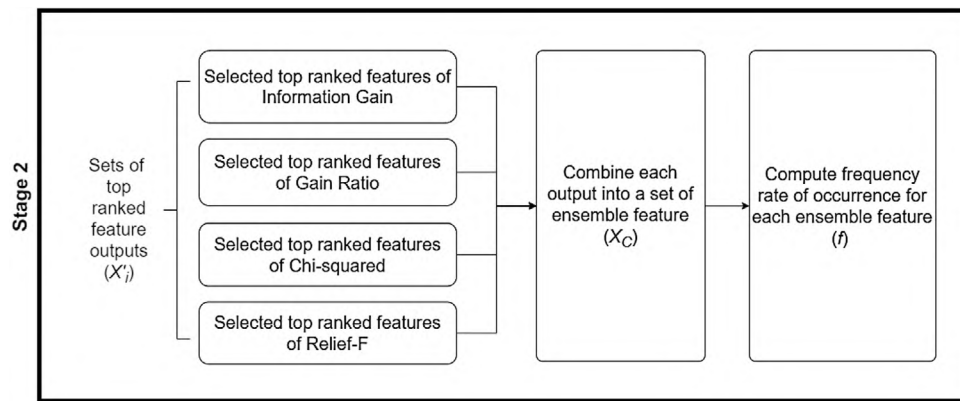 Stage 2
Sets of
top
ranked
feature
outputs
(X'i)
Selected top ranked features of
Information Gain
Selected top ranked features
of Gain Ratio
Selected top ranked features
of Chi-squared
Selected top ranked features
of Relief-F
Combine each
output into a set of
ensemble feature
(XC)
Compute frequency
rate of occurrence for
each ensemble feature
(f)